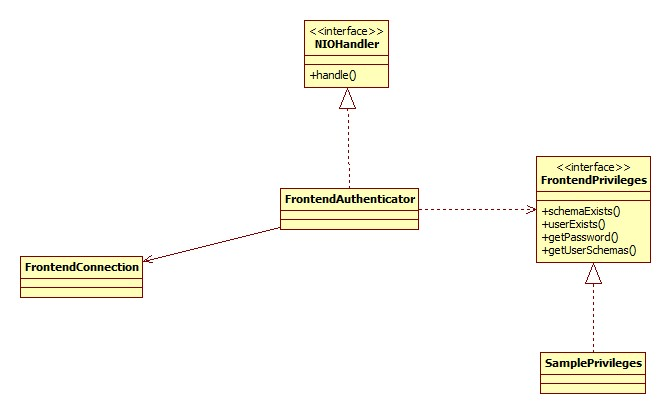 <<interface>>
NIOHandler
+handle()
<<interface>>
FrontendPrivileges
+schemaExists()
+userExists()
+getPassword()
+getUserSchemas()
FrontendAuthenticator
FrontendConnection
SamplePrivileges